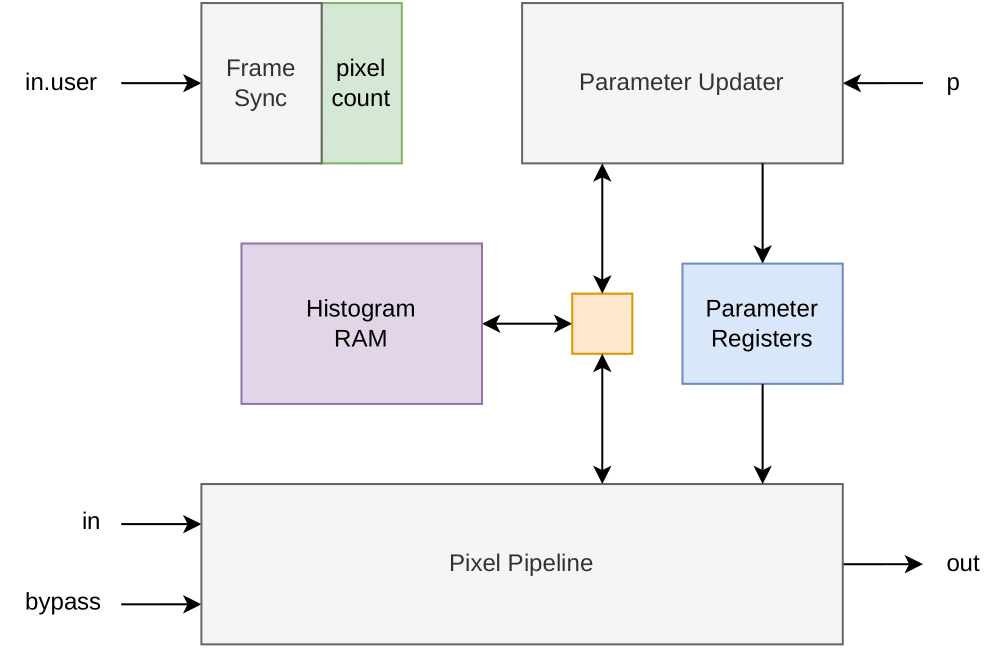 in.user
Frame
Sync
pixel
count
Parameter Updater
p
Histogram
RAM
Parameter
Registers
in
bypass
Pixel Pipeline
out